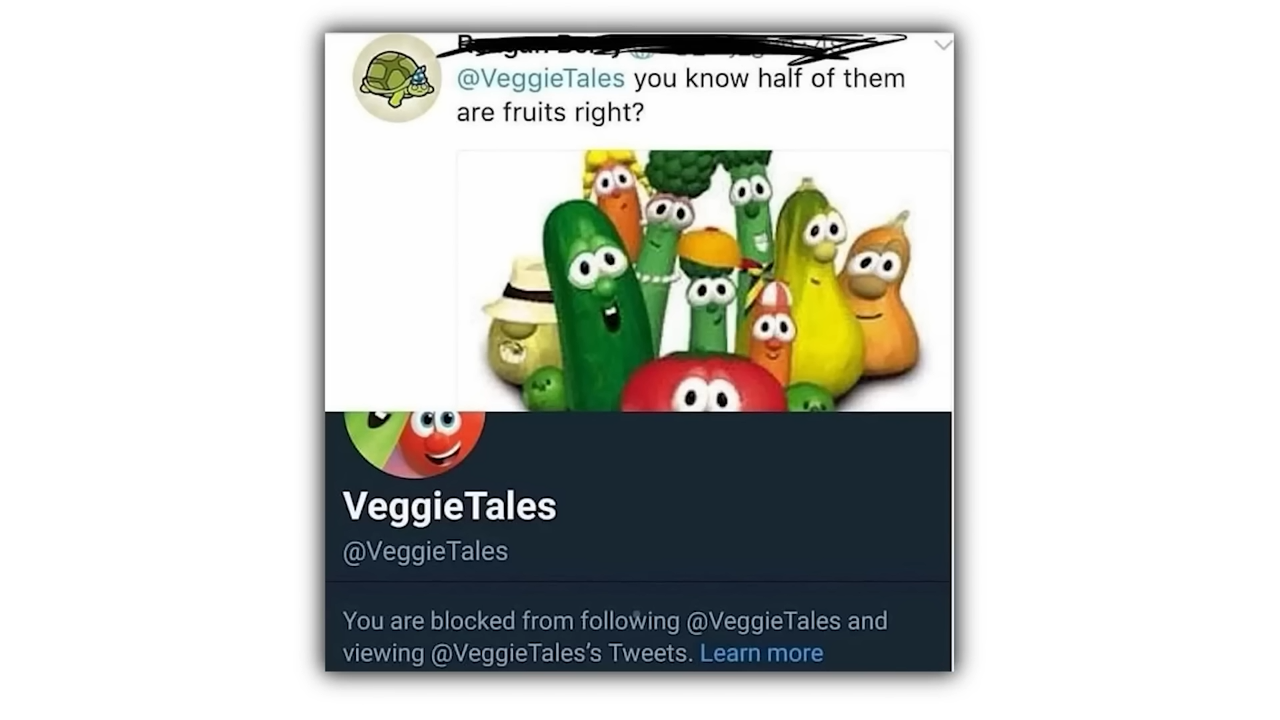 @VeggieTales you know half of them
are fruits right?
VeggieTales
@VeggieTales
You are blocked from following @VeggieTales and
viewing @VeggieTales's Tweets. Learn more